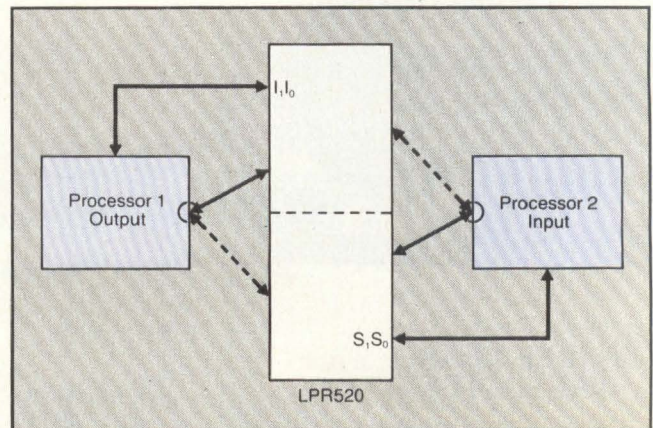 I₁I₀
Processor 1
Output
Processor 2
Input
S₁S₀
LPR520